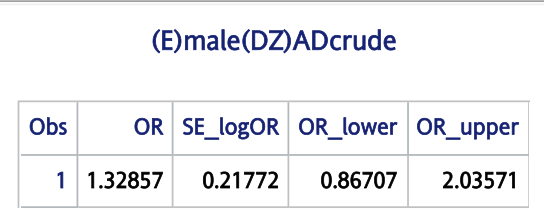 (E)male(DZ)ADcrude
Obs OR SE_logOR OR_lower OR_upper
1 1.32857 0.21772 0.86707 2.03571